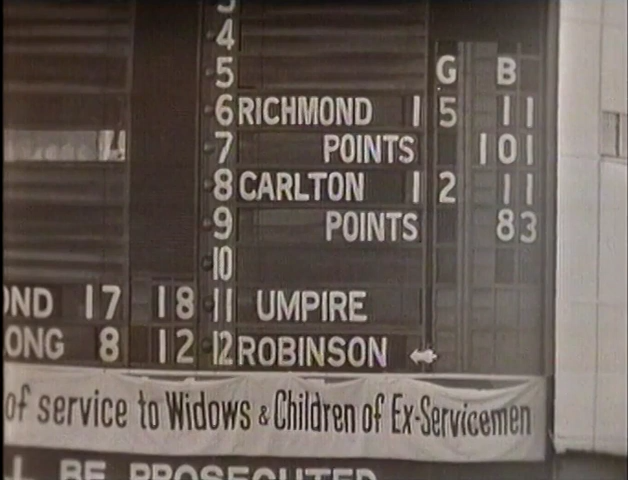 3
4
5 G B
6 RICHMOND 15 11
7 POINTS 101
8 CARLTON 12 11
9 POINTS 83
10
OND 17 18 11 UMPIRE
ONG 8 12 12 ROBINSON
of service to Widows & Children of Ex-Servicemen
BE PROSECUTED